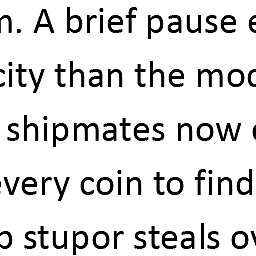 m. A brief pause e
city than the mod
shipmates now
every coin to find
p stupor steals ov